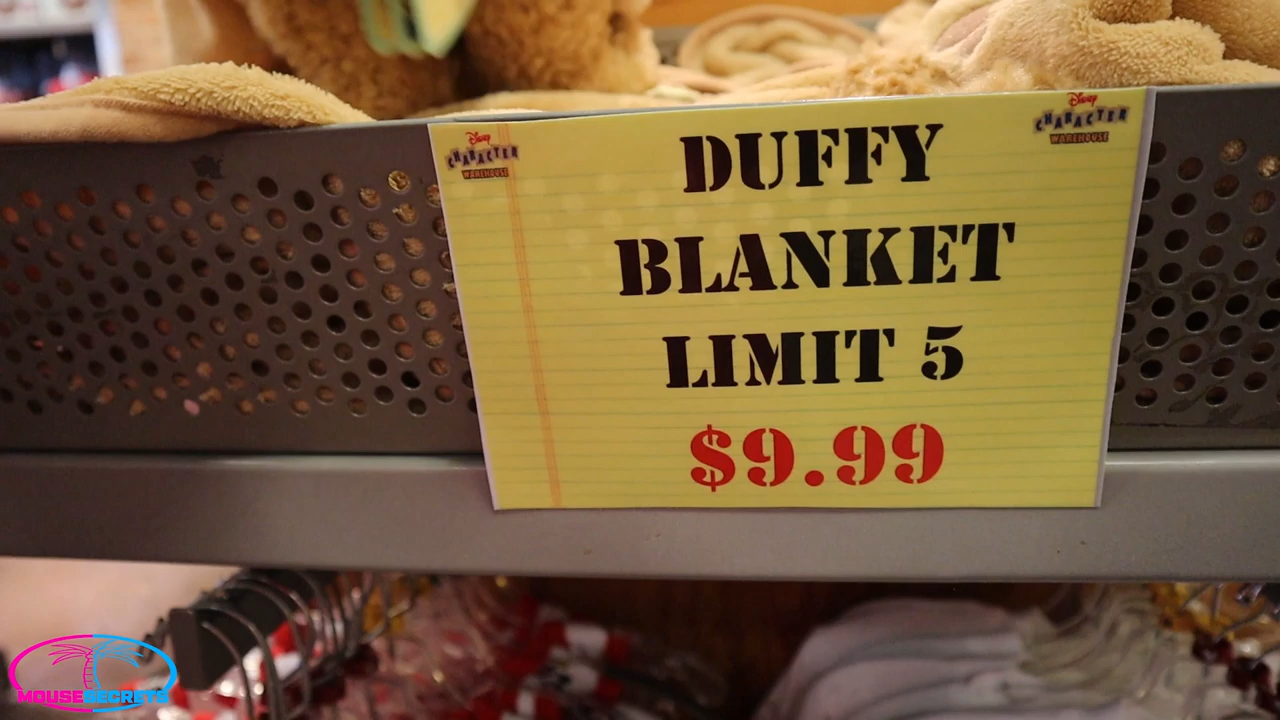 Disney
CHARACTER
WAREHOUSE
Disney
CHARACTER
WAREHOUSE
DUFFY
BLANKET
LIMIT 5
$9.99
MOUSESECRETS